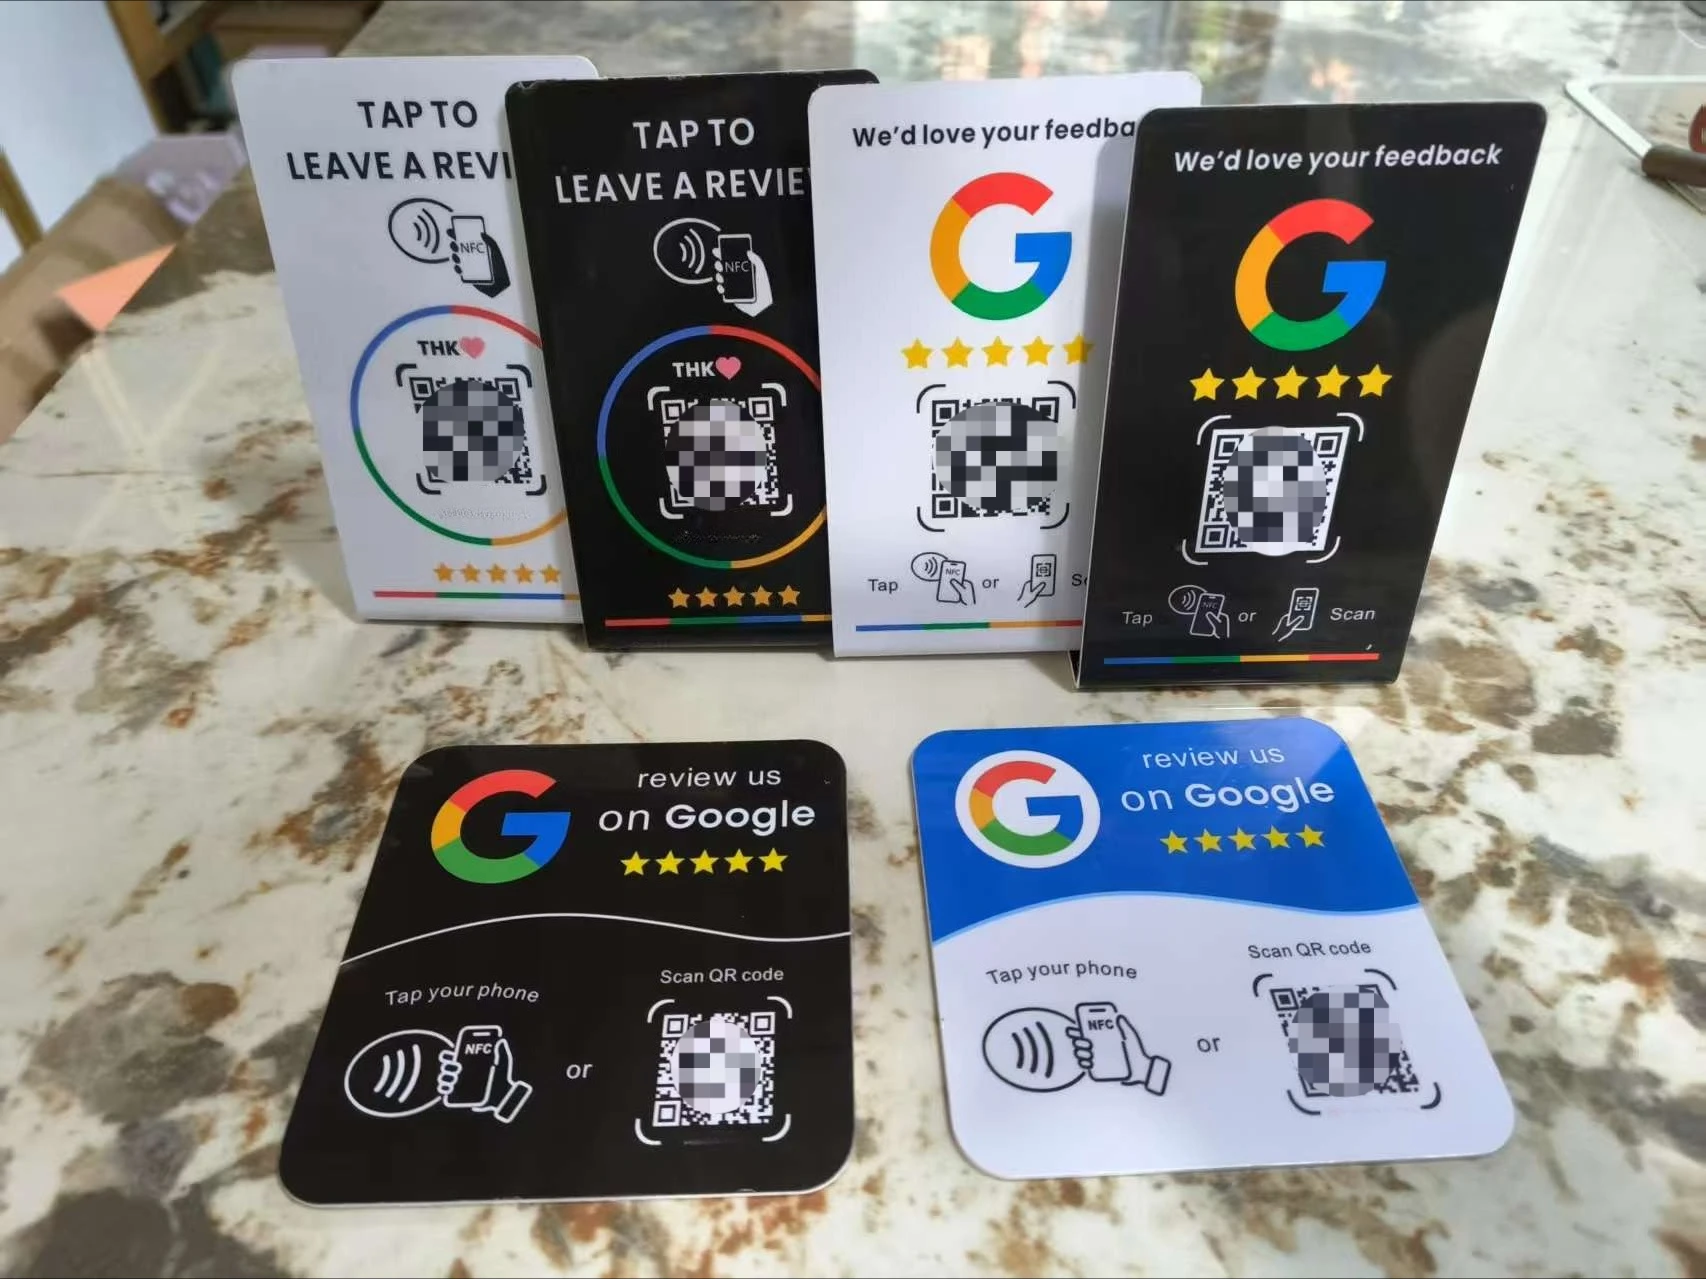 TAP TO
LEAVE A REVI
NFC
THK
TAP TO
LEAVE A REVIE
NFC
THK
We'd love your feedba
Tap
NFC
or
Sc
We'd love your feedback
Tap
NFC
or
Scan
review us
on Google
Tap your phone
NFC
or
Scan QR code
review us
on Google
Tap your phone
NFC
or
Scan QR code